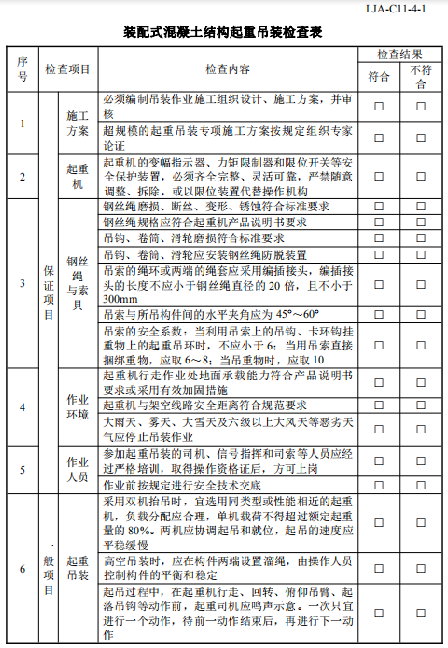 LJA-C11-4-1
装配式混凝土结构起重吊装检查表
序号
检查项目
检查内容
检查结果
符合
不符合
保证项目
1
施工方案
必须编制吊装作业施工组织设计、施工方案，并审
核
□ □
超规模的起重吊装专项施工方案按规定组织专家
论证
□ □
2
起重机
起重机的变幅指示器、力矩限制器和限位开关等安
全保护装置，必须齐全完整、灵活可靠，严禁随意
调整、拆除，或以限位装置代替操作机构
□ □
3
钢丝绳与索具
钢丝绳磨损、断丝、变形、锈蚀符合标准要求
□ □
钢丝绳规格应符合起重机产品说明书要求
□ □
吊钩、卷筒、滑轮磨损符合标准要求
□ □
吊钩、卷筒、滑轮应安装钢丝绳防脱装置
□ □
吊索的绳环或两端的绳套应采用编插接头，编插接
头的长度不应小于钢丝绳直径的 20 倍，且不小于
300mm
□ □
吊索与所吊构件间的水平夹角应为 45°～60°
□ □
吊索的安全系数：当利用吊索上的吊钩、卡环钩挂
重物上的起重吊环时，不应小于 6；当用吊索直接
捆绑重物，应取 6～8；当吊重物时，应取 10
□ □
4
作业环境
起重机行走作业处地面承载能力符合产品说明书
要求或采用有效加固措施
□ □
起重机与架空线路安全距离符合规范要求
□ □
大雨天、雾天、大雪天及六级以上大风天等恶劣天
气应停止吊装作业
□ □
5
作业人员
参加起重吊装的司机、信号指挥和司索等人员应经
过严格培训，取得操作资格证后，方可上岗
□ □
作业前按规定进行安全技术交底
□ □
一般项目
6
起重吊装
采用双机抬吊时，宜选用同类型或性能相近的起重
机，负载分配应合理，单机载荷不得超过额定起重
量的 80%。两机应协调起吊和就位，起吊的速度应
平稳缓慢
□ □
高空吊装时，应在构件两端设置溜绳，由操作人员
控制构件的平衡和稳定
□ □
起吊过程中，在起重机行走、回转、俯仰吊臂、起
落吊钩等动作前，起重司机应鸣声示意。一次只宜
进行一个动作，待前一动作结束后，再进行下一动
作
□ □